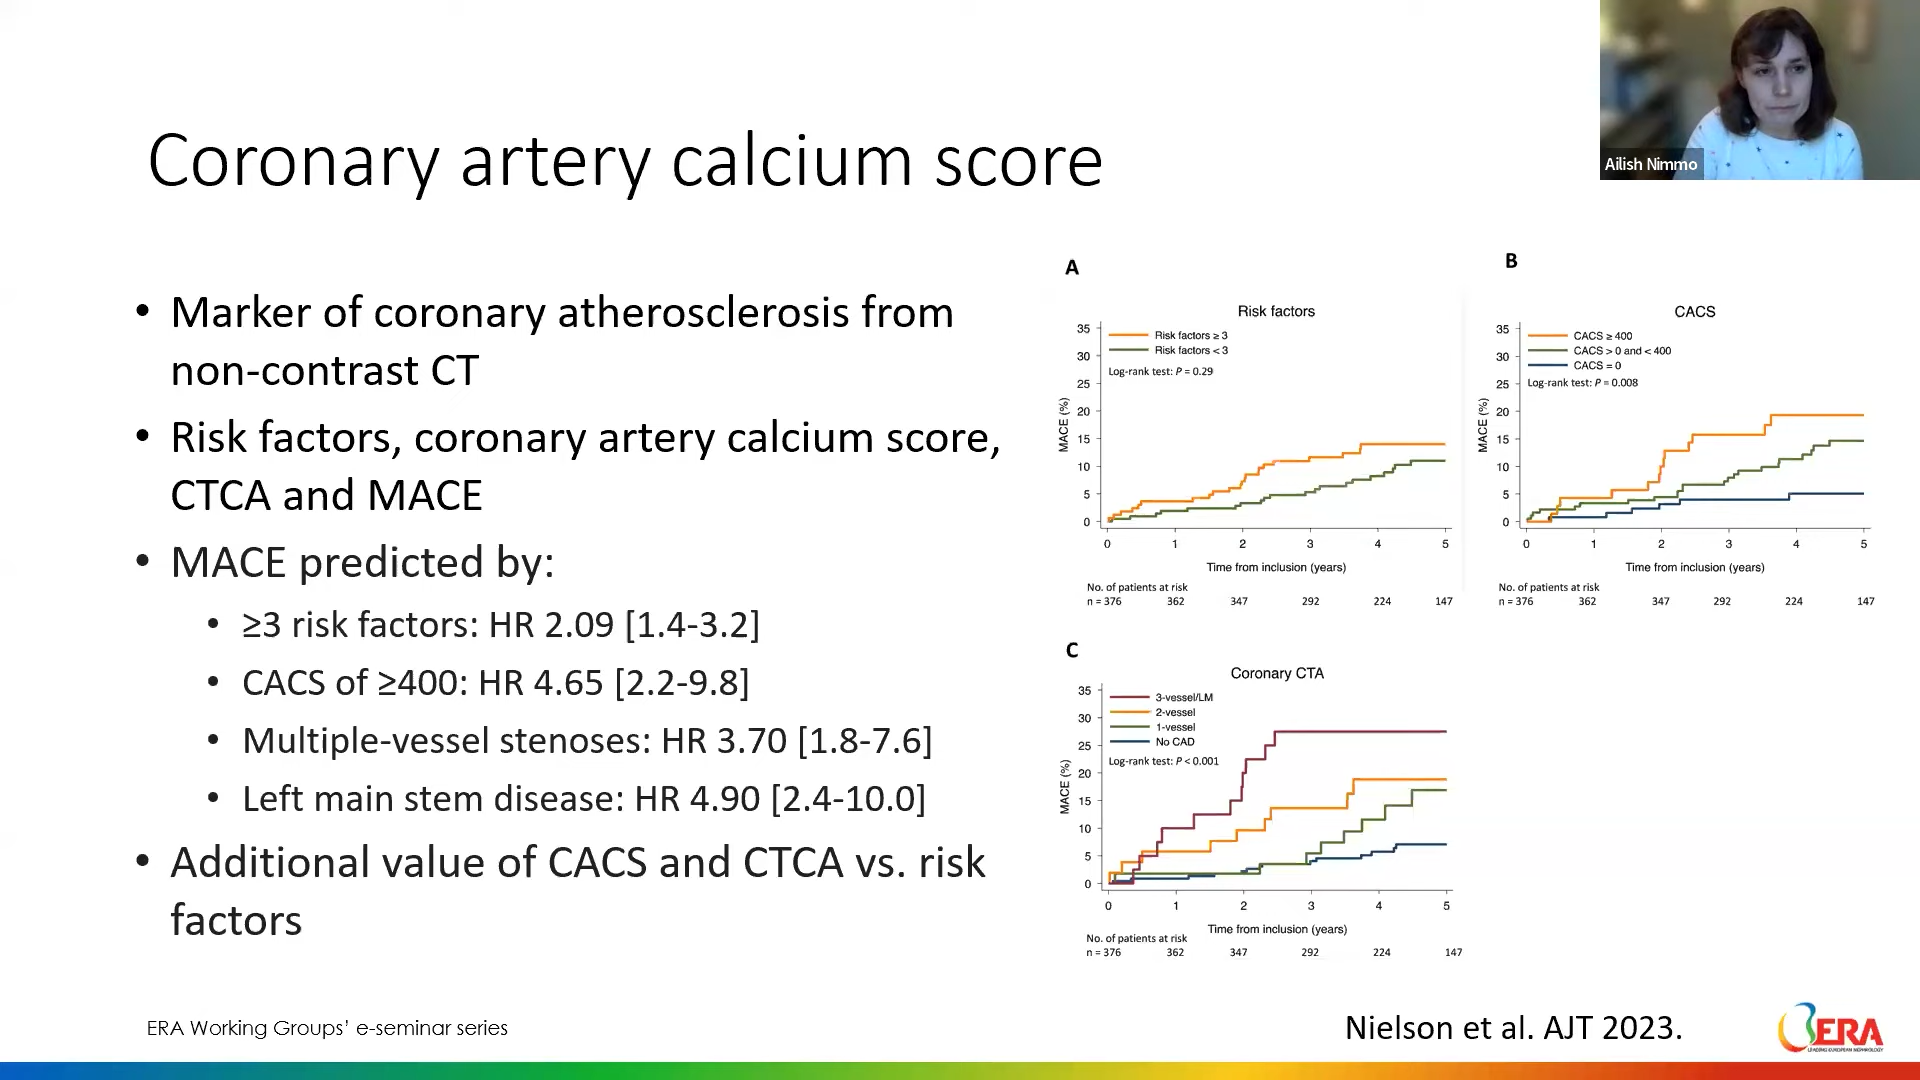 Ailish Nimmo
Coronary artery calcium score
• Marker of coronary atherosclerosis from
non-contrast CT
• Risk factors, coronary artery calcium score,
CTCA and MACE
• MACE predicted by:
• ≥3 risk factors: HR 2.09 [1.4-3.2]
• CACS of ≥400: HR 4.65 [2.2-9.8]
• Multiple-vessel stenoses: HR 3.70 [1.8-7.6]
• Left main stem disease: HR 4.90 [2.4-10.0]
• Additional value of CACS and CTCA vs. risk
factors
A
Risk factors
Risk factors ≥ 3
Risk factors < 3
Log-rank test: P = 0.29
MACE (%)
35
30
25
20
15
10
5
0
0 1 2 3 4 5
Time from inclusion (years)
No. of patients at risk
n = 376 362 347 292 224 147
B
CACS
CACS ≥ 400
CACS > 0 and < 400
CACS = 0
Log-rank test: P = 0.008
MACE (%)
35
30
25
20
15
10
5
0
0 1 2 3 4 5
Time from inclusion (years)
No. of patients at risk
n = 376 362 347 292 224 147
C
Coronary CTA
3-vessel/LM
2-vessel
1-vessel
No CAD
Log-rank test: P < 0.001
MACE (%)
35
30
25
20
15
10
5
0
0 1 2 3 4 5
Time from inclusion (years)
No. of patients at risk
n = 376 362 347 292 224 147
ERA Working Groups' e-seminar series
Nielson et al. AJT 2023.
ERA
LEADING EUROPEAN NEPHROLOGY